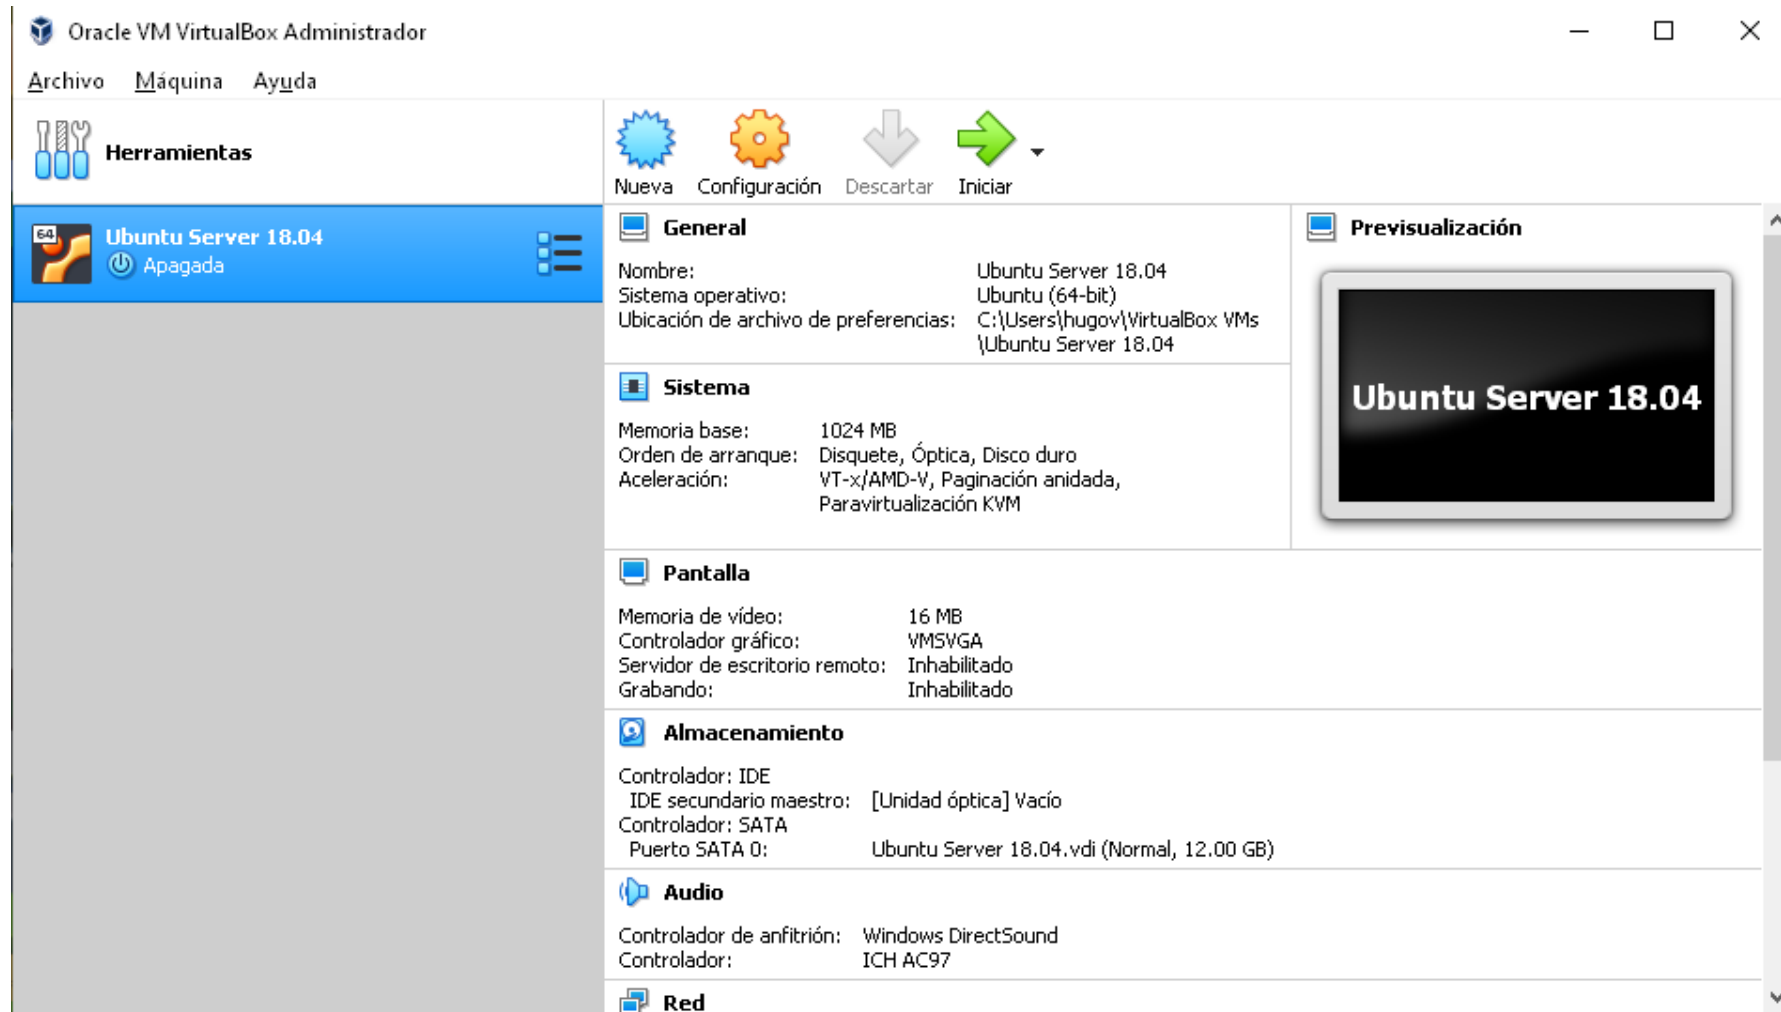 Oracle VM VirtualBox Administrador
Archivo Máquina Ayuda
Herramientas
Nueva Configuración Descartar Iniciar
64
Ubuntu Server 18.04
Apagada
General
Nombre: Ubuntu Server 18.04
Sistema operativo: Ubuntu (64-bit)
Ubicación de archivo de preferencias: C:\Users\hugov\VirtualBox VMs
\Ubuntu Server 18.04
Previsualización
Ubuntu Server 18.04
Sistema
Memoria base: 1024 MB
Orden de arranque: Disquete, Óptica, Disco duro
Aceleración: VT-x/AMD-V, Paginación anidada,
Paravirtualización KVM
Pantalla
Memoria de vídeo: 16 MB
Controlador gráfico: VMSVGA
Servidor de escritorio remoto: Inhabilitado
Grabando: Inhabilitado
Almacenamiento
Controlador: IDE
IDE secundario maestro: [Unidad óptica] Vacío
Controlador: SATA
Puerto SATA 0: Ubuntu Server 18.04.vdi (Normal, 12.00 GB)
Audio
Controlador de anfitrión: Windows DirectSound
Controlador: ICH AC97
Red